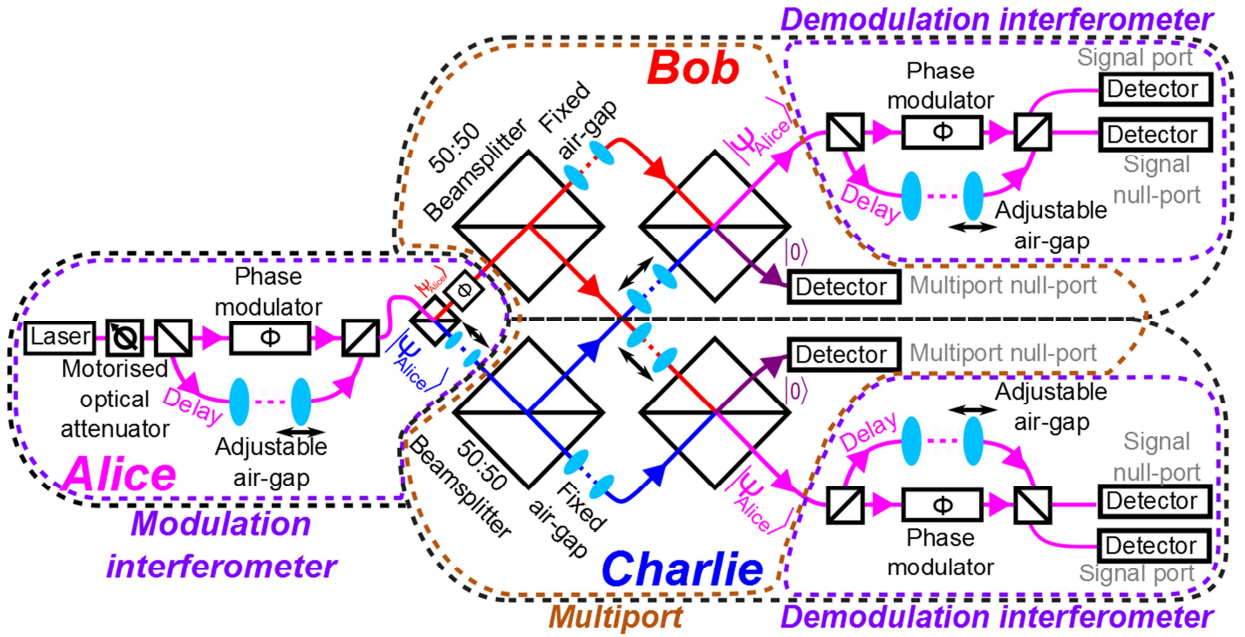 Demodulation interferometer
Bob
Signal port
Phase
modulator
Detector
Φ
Detector
Signal
null-port
Delay
Adjustable
air-gap
50:50
Beamsplitter
Fixed
air-gap
|ΨAlice⟩
|0⟩
Detector
Multiport null-port
Phase
modulator
Laser
Φ
Motorised
optical
attenuator
Delay
Adjustable
air-gap
Alice
Modulation
interferometer
|ΨAlice⟩
Φ
|ΨAlice⟩
Detector
Multiport null-port
|0⟩
50:50
Beamsplitter
Fixed
air-gap
|ΨAlice⟩
Charlie
Multiport
Delay
Adjustable
air-gap
Signal
null-port
Φ
Detector
Phase
modulator
Detector
Signal port
Demodulation interferometer